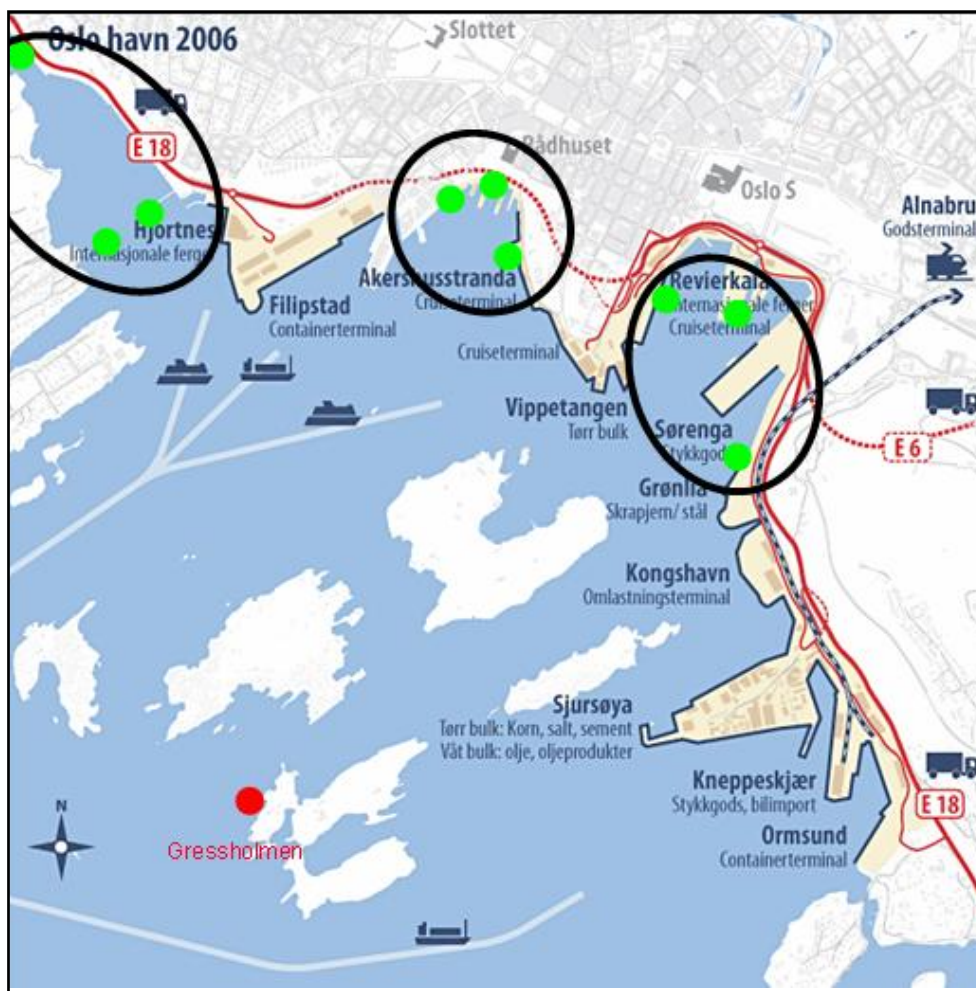 Oslo havn 2006
Slottet
E 18
Rådhuset
Oslo S
Alnabru
Godsterminal
Hjortnes
Internasjonale ferger
Filipstad
Containerterminal
Akershusstranda
Cruiseterminal
Revierkaia
Internasjonale ferger
Cruiseterminal
Cruiseterminal
Vippetangen
Tørr bulk
Sørenga
Stykkgods
E 6
Grønlia
Skrapjern/ stål
Kongshavn
Omlastningsterminal
Sjursøya
Tørr bulk: Korn, salt, sement
Våt bulk: olje, oljeprodukter
Kneppeskjær
Stykkgods, bilimport
E 18
Ormsund
Containerterminal
N
Gressholmen